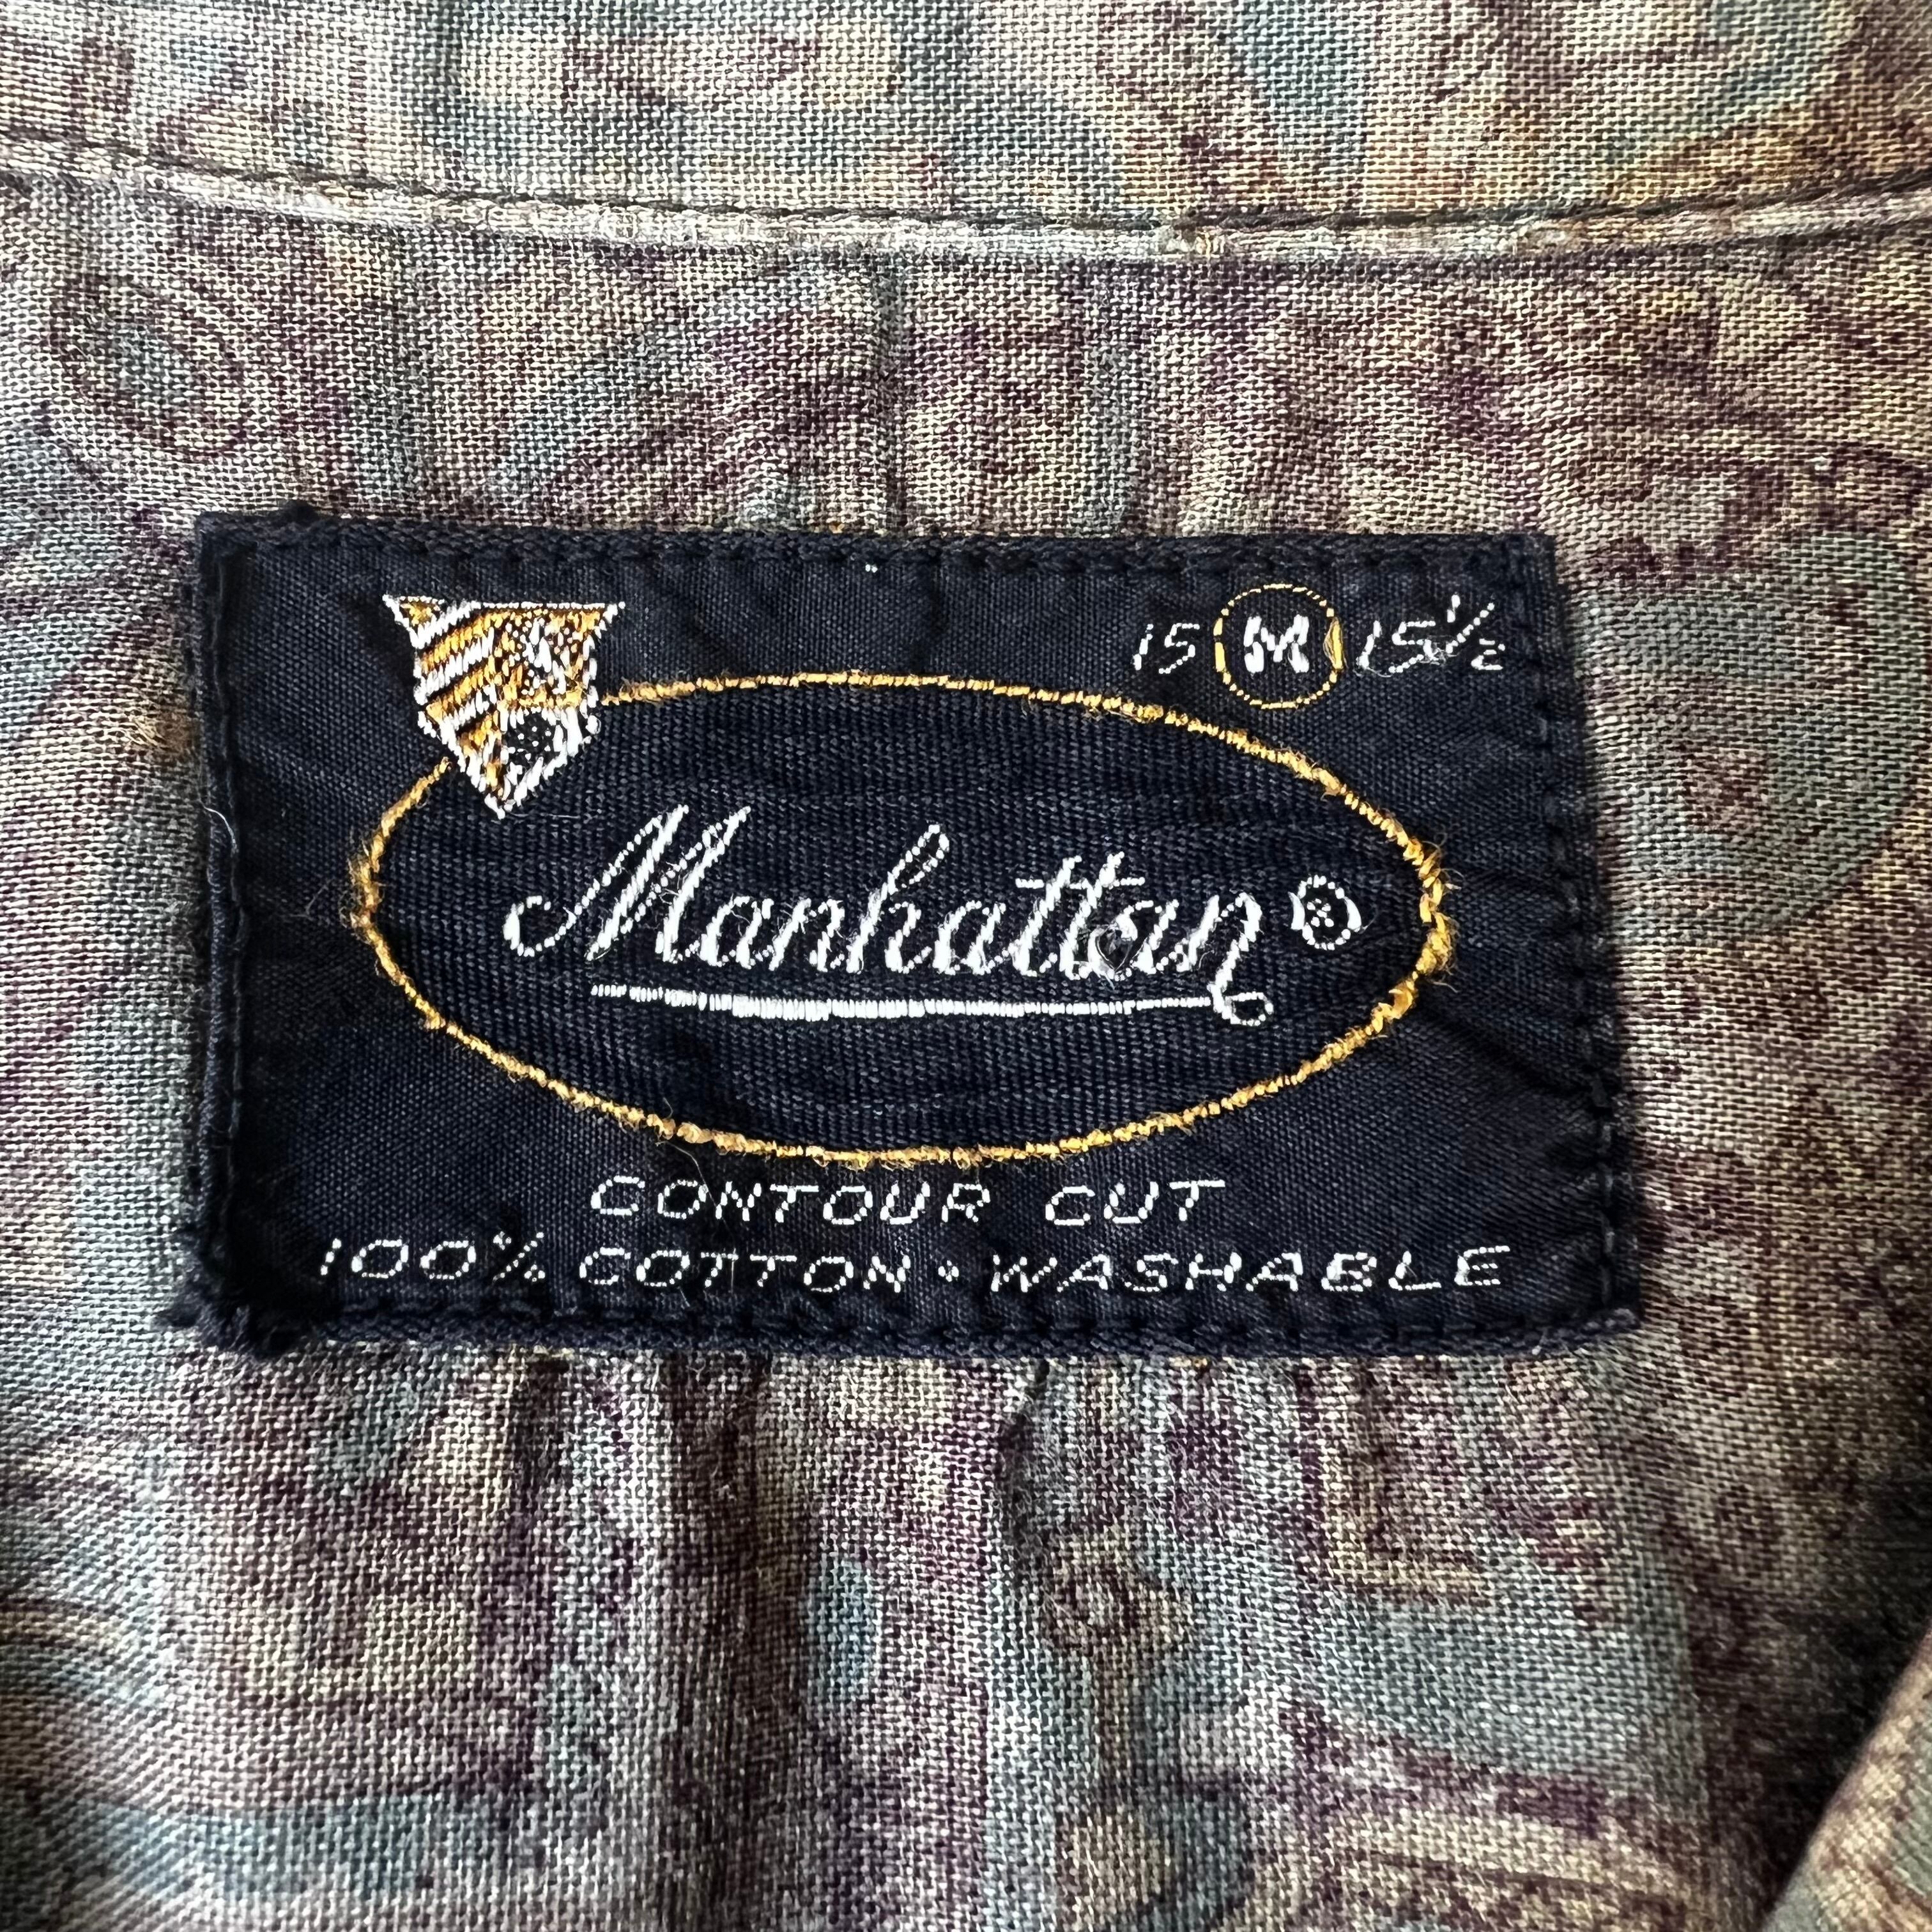 15 M 15½
Manhattan®
CONTOUR CUT
100% COTTON • WASHABLE